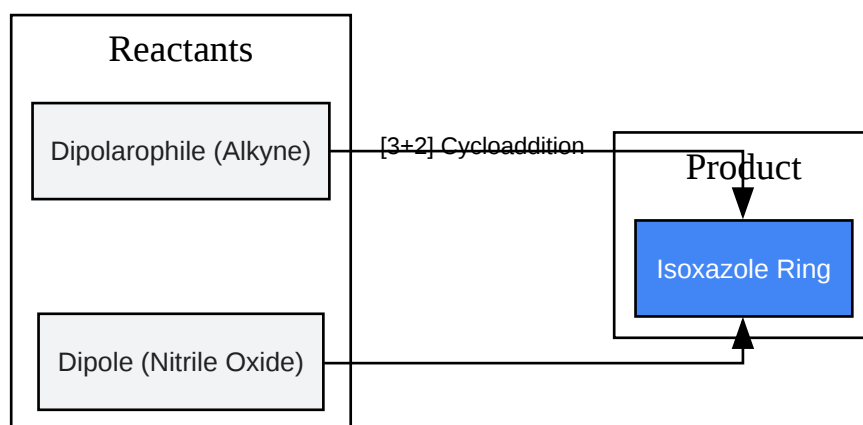 Reactants
Dipolarophile (Alkyne)
[3+2] Cycloaddition
Product
Isoxazole Ring
Dipole (Nitrile Oxide)